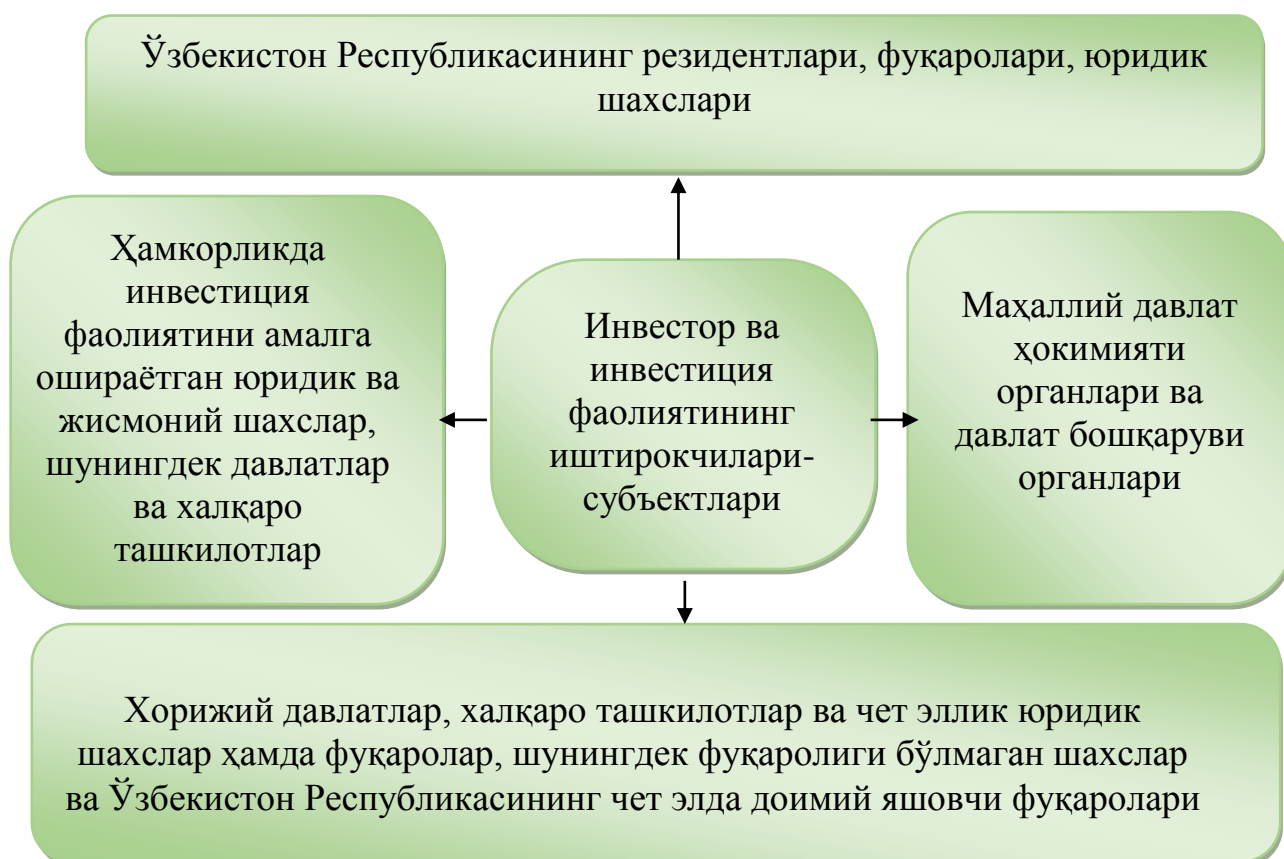 Ўзбекистон Республикасининг резидентлари, фуқаролари, юридик
шахслари
Ҳамкорликда
инвестиция
фаолиятини амалга
ошираётган юридик ва
жисмоний шахслар,
шунингдек давлатлар
ва халқаро
ташкилотлар
Инвестор ва
инвестиция
фаолиятининг
иштирокчилари-
субъектлари
Маҳаллий давлат
ҳокимияти
органлари ва
давлат бошқаруви
органлари
Хорижий давлатлар, халқаро ташкилотлар ва чет эллик юридик
шахслар ҳамда фуқаролар, шунингдек фуқаролиги бўлмаган шахслар
ва Ўзбекистон Республикасининг чет элда доимий яшовчи фуқаролари